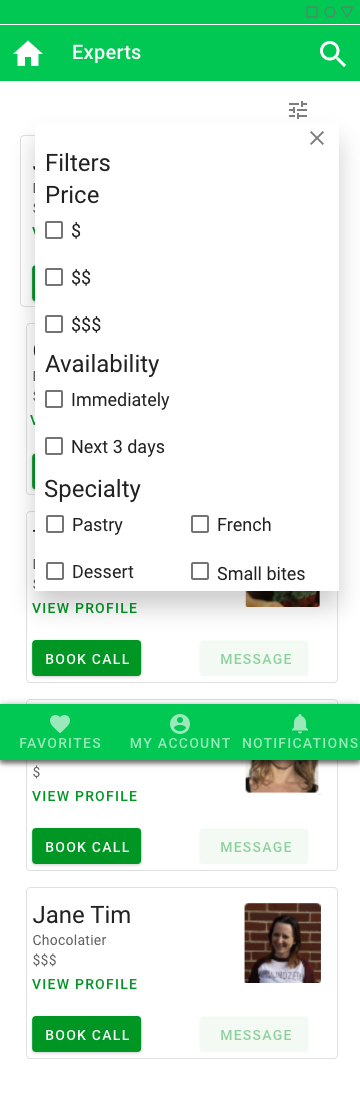 Experts
Filters
Price
$
$$
$$$
Availability
Immediately
Next 3 days
Specialty
Pastry
French
Dessert
Small bites
VIEW PROFILE
BOOK CALL
MESSAGE
FAVORITES
MY ACCOUNT
NOTIFICATIONS
$
VIEW PROFILE
BOOK CALL
MESSAGE
Jane Tim
Chocolatier
$$$
VIEW PROFILE
BOOK CALL
MESSAGE